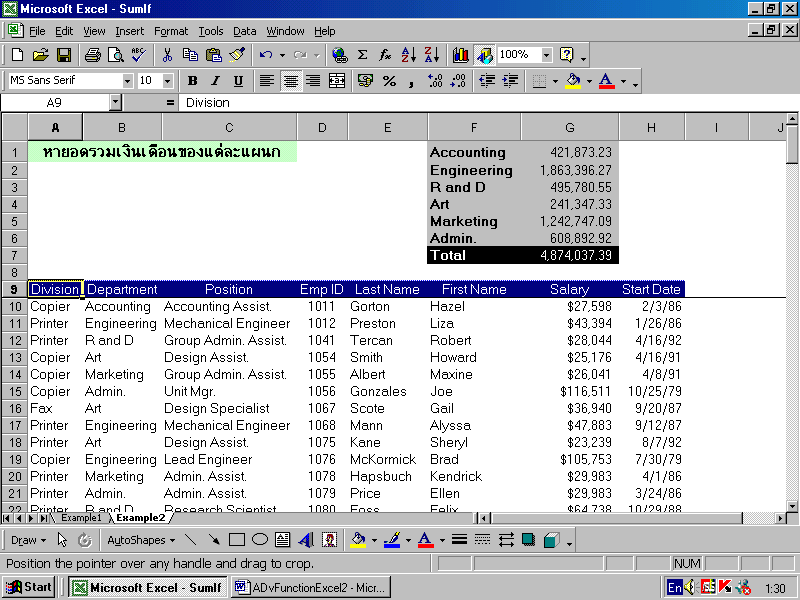 Microsoft Excel - SumIf
File Edit View Insert Format Tools Data Window Help
100%
MS Sans Serif 10 B I U
A9 = Division
A B C D E F G H I J
1 หายอดรวมเงินเดือนของแต่ละแผนก Accounting 421,873.23
2 Engineering 1,863,396.27
3 R and D 495,780.55
4 Art 241,347.33
5 Marketing 1,242,747.09
6 Admin. 608,892.92
7 Total 4,874,037.39
8
9 Division Department Position Emp ID Last Name First Name Salary Start Date
10 Copier Accounting Accounting Assist. 1011 Gorton Hazel $27,598 2/3/86
11 Printer Engineering Mechanical Engineer 1012 Preston Liza $43,394 1/26/86
12 Printer R and D Group Admin. Assist. 1041 Tercan Robert $28,044 4/16/92
13 Copier Art Design Assist. 1054 Smith Howard $25,176 4/16/91
14 Copier Marketing Group Admin. Assist. 1055 Albert Maxine $26,041 4/8/91
15 Copier Admin. Unit Mgr. 1056 Gonzales Joe $116,511 10/25/79
16 Fax Art Design Specialist 1067 Scote Gail $36,940 9/20/87
17 Printer Engineering Mechanical Engineer 1068 Mann Alyssa $47,883 9/12/87
18 Printer Art Design Assist. 1075 Kane Sheryl $23,239 8/7/92
19 Copier Engineering Lead Engineer 1076 McKormick Brad $105,753 7/30/79
20 Printer Marketing Admin. Assist. 1078 Hapsbuch Kendrick $29,983 4/1/86
21 Printer Admin. Admin. Assist. 1079 Price Ellen $29,983 3/24/86
22 Printer R and D Research Scientist 1080 Foss Felix $64,738 10/29/88
Example1 Example2
Draw AutoShapes
Position the pointer over any handle and drag to crop. NUM
Start Microsoft Excel - SumIf ADvFunctionExcel2 - Micr... En 1:30